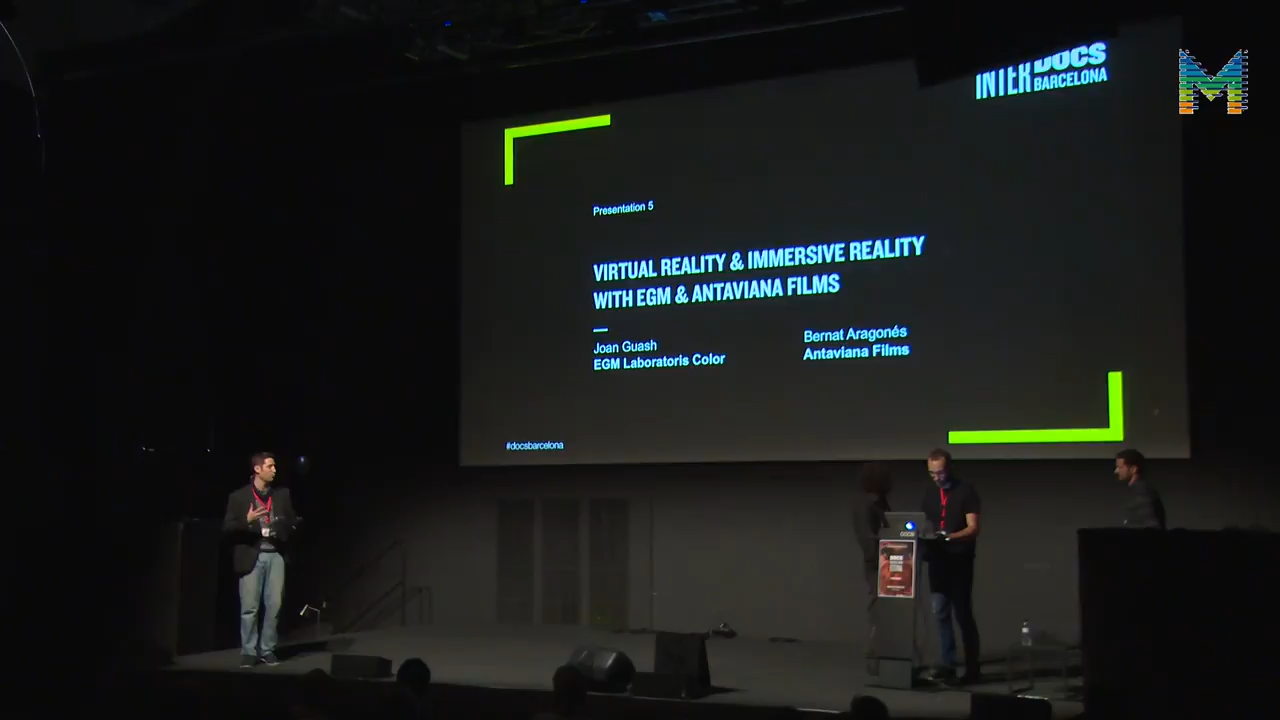 INTER DOCS
BARCELONA
Presentation 5
VIRTUAL REALITY & IMMERSIVE REALITY
WITH EGM & ANTAVIANA FILMS
Joan Guash
EGM Laboratoris Color
Bernat Aragonés
Antaviana Films
#docsbarcelona
M